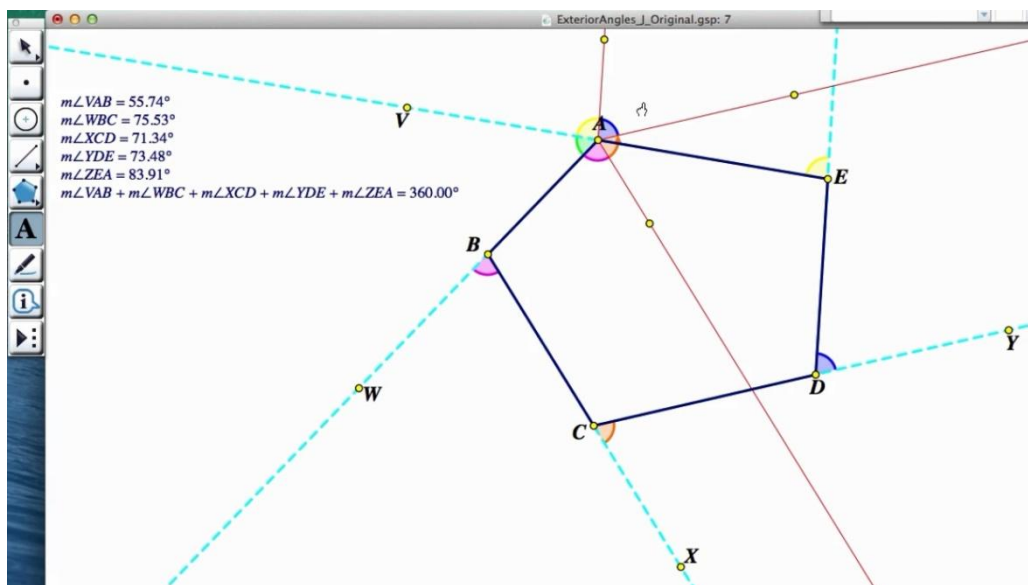 ExteriorAngles_J_Original.gsp: 7
m∠VAB = 55.74°
m∠WBC = 75.53°
m∠XCD = 71.34°
m∠YDE = 73.48°
m∠ZEA = 83.91°
m∠VAB + m∠WBC + m∠XCD + m∠YDE + m∠ZEA = 360.00°
V
A
E
B
A
i
W
Y
D
C
X